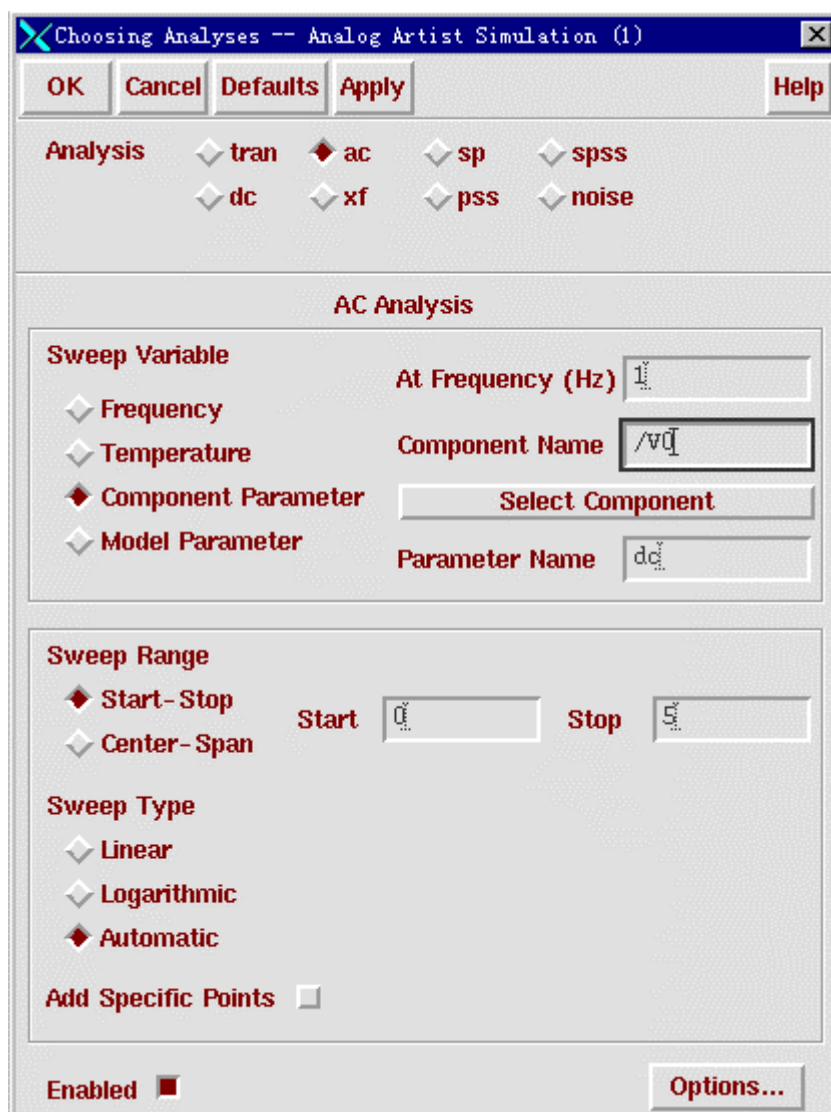 Choosing Analyses -- Analog Artist Simulation (1)
OK Cancel Defaults Apply Help
Analysis tran ac sp spss
dc xf pss noise
AC Analysis
Sweep Variable
At Frequency (Hz) 1
Frequency
Component Name /V0
Temperature
Component Parameter
Select Component
Model Parameter
Parameter Name dc
Sweep Range
Start-Stop
Start 0 Stop 5
Center-Span
Sweep Type
Linear
Logarithmic
Automatic
Add Specific Points
Enabled Options...